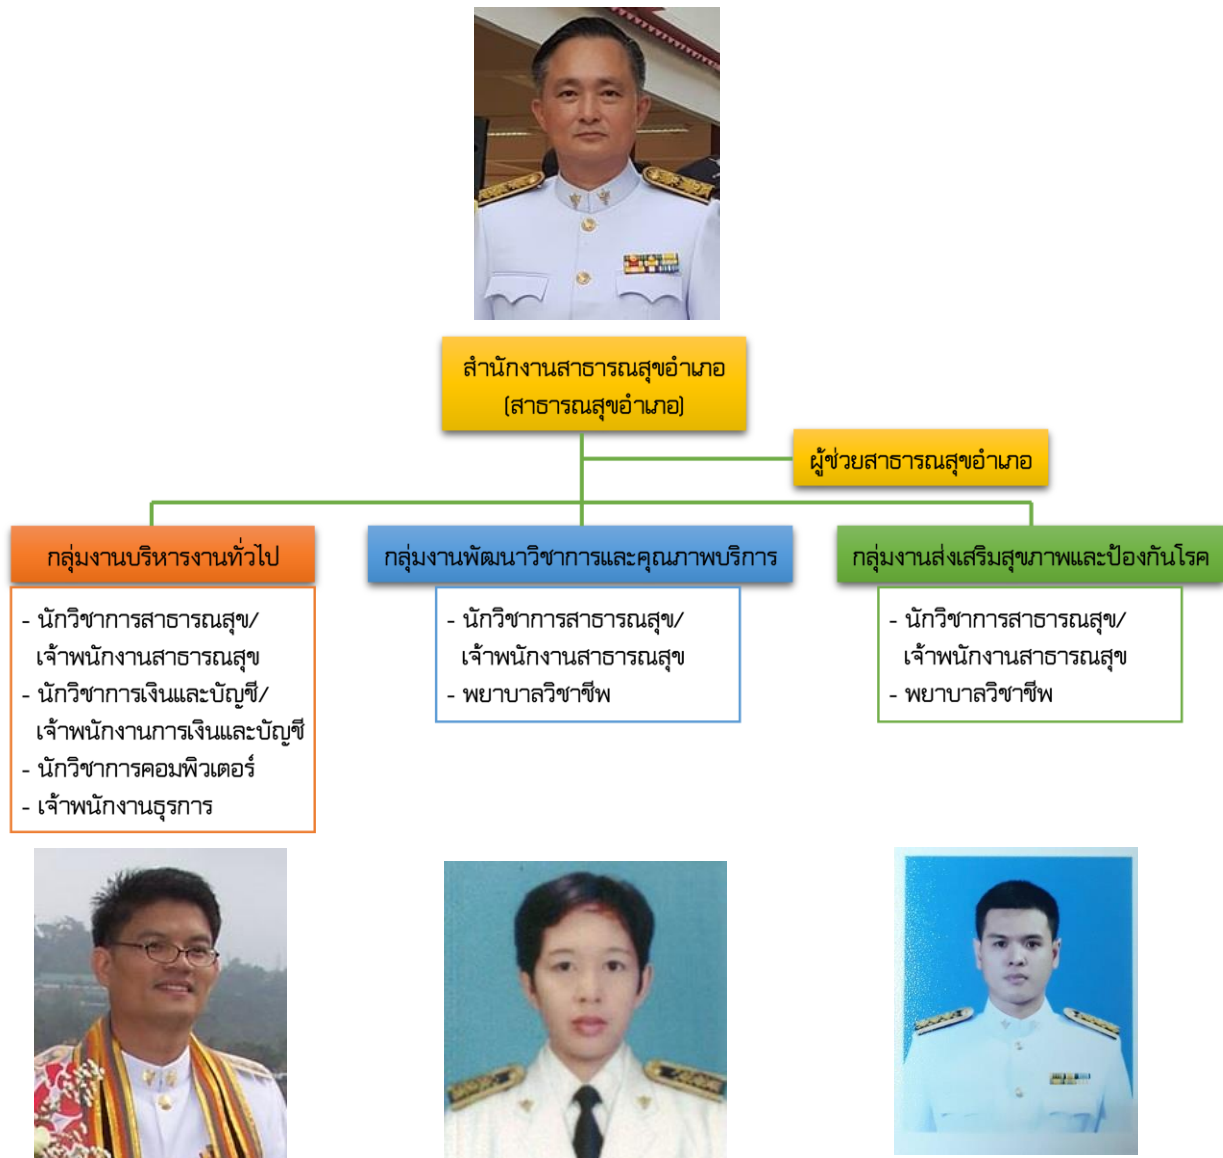 สำนักงานสาธารณสุขอำเภอ
(สาธารณสุขอำเภอ)
ผู้ช่วยสาธารณสุขอำเภอ
กลุ่มงานบริหารงานทั่วไป
- นักวิชาการสาธารณสุข/
เจ้าพนักงานสาธารณสุข
- นักวิชาการเงินและบัญชี/
เจ้าพนักงานการเงินและบัญชี
- นักวิชาการคอมพิวเตอร์
- เจ้าพนักงานธุรการ
กลุ่มงานพัฒนาวิชาการและคุณภาพบริการ
- นักวิชาการสาธารณสุข/
เจ้าพนักงานสาธารณสุข
- พยาบาลวิชาชีพ
กลุ่มงานส่งเสริมสุขภาพและป้องกันโรค
- นักวิชาการสาธารณสุข/
เจ้าพนักงานสาธารณสุข
- พยาบาลวิชาชีพ